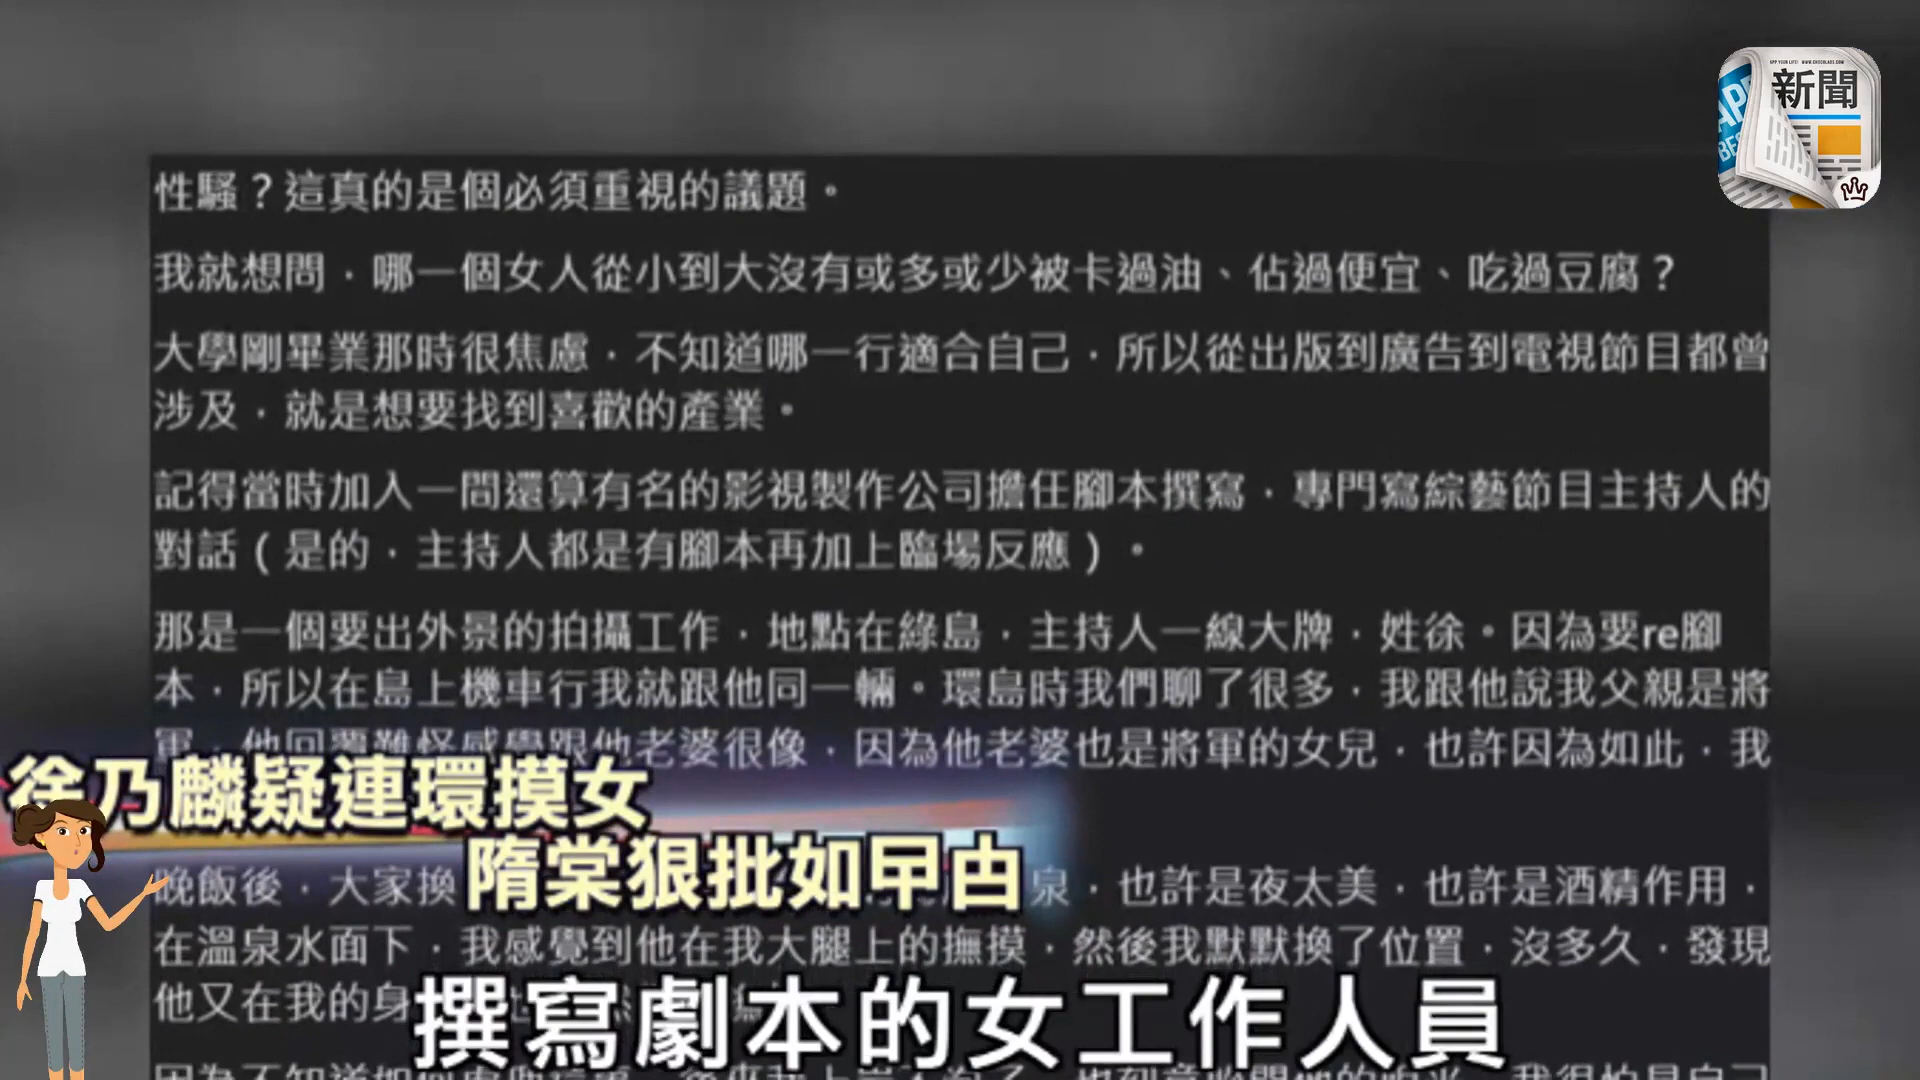 新聞
性騷？這真的是個必須重視的議題。
我就想問，哪一個女人從小到大沒有或多或少被卡過油、佔過便宜、吃過豆腐？
大學剛畢業那時很焦慮，不知道哪一行適合自己，所以從出版到廣告到電視節目都曾
涉及，就是想要找到喜歡的產業。
記得當時加入一間還算有名的影視製作公司擔任腳本撰寫，專門寫綜藝節目主持人的
對話（是的，主持人都是有腳本再加上臨場反應）。
那是一個要出外景的拍攝工作，地點在綠島，主持人一線大牌，姓徐。因為要re腳
本，所以在島上機車行我就跟他同一輛。環島時我們聊了很多，我跟他說我父親是將
軍，他回覆難怪感覺跟他老婆很像，因為他老婆也是將軍的女兒，也許因為如此，我
徐乃麟疑連環摸女
隋棠狠批如曱甴
晚飯後，大家換
泉，也許是夜太美，也許是酒精作用，
在溫泉水面下，我感覺到他在我大腿上的撫摸，然後我默默換了位置，沒多久，發現
他又在我的身
撰寫劇本的女工作人員